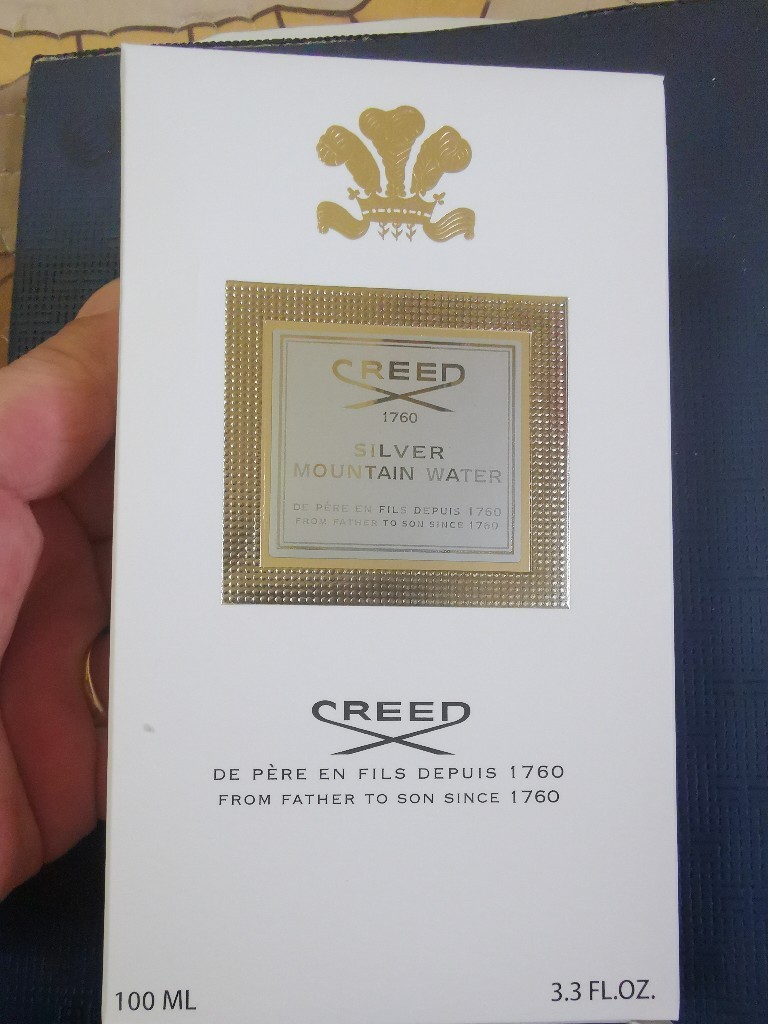 CREED
1760
SILVER
MOUNTAIN WATER
DE PÈRE EN FILS DEPUIS 1760
FROM FATHER TO SON SINCE 1760
CREED
DE PÈRE EN FILS DEPUIS 1760
FROM FATHER TO SON SINCE 1760
100 ML
3.3 FL.OZ.